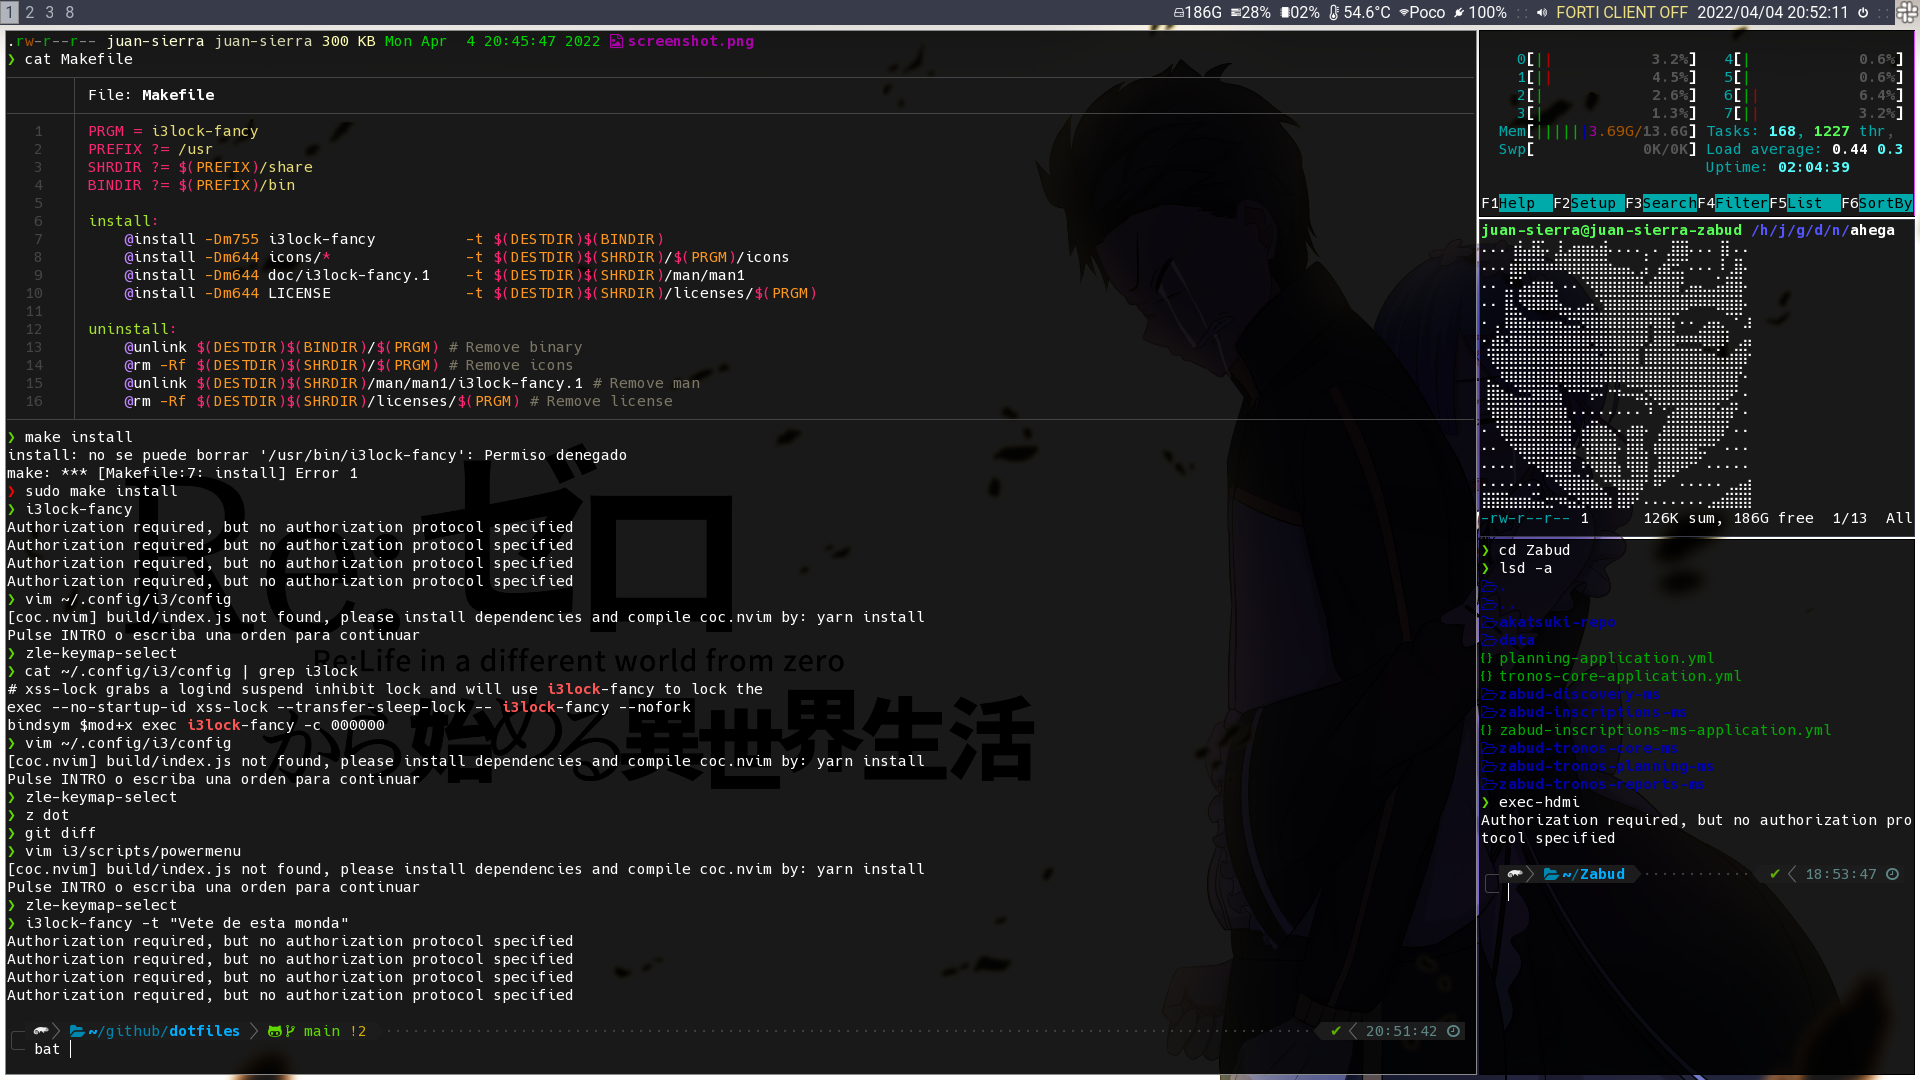 1 2 3 8
186G 28% 02% 54.6°C Poco 100% :: FORTI CLIENT OFF 2022/04/04 20:52:11 ::
.rw-r--r-- juan-sierra juan-sierra 300 KB Mon Apr  4 20:45:47 2022 screenshot.png
❯ cat Makefile
File: Makefile
1 PRGM = i3lock-fancy
2 PREFIX ?= /usr
3 SHRDIR ?= $(PREFIX)/share
4 BINDIR ?= $(PREFIX)/bin
5
6 install:
7     @install -Dm755 i3lock-fancy          -t $(DESTDIR)$(BINDIR)
8     @install -Dm644 icons/*               -t $(DESTDIR)$(SHRDIR)/$(PRGM)/icons
9     @install -Dm644 doc/i3lock-fancy.1    -t $(DESTDIR)$(SHRDIR)/man/man1
10     @install -Dm644 LICENSE               -t $(DESTDIR)$(SHRDIR)/licenses/$(PRGM)
11
12 uninstall:
13     @unlink $(DESTDIR)$(BINDIR)/$(PRGM) # Remove binary
14     @rm -Rf $(DESTDIR)$(SHRDIR)/$(PRGM) # Remove icons
15     @unlink $(DESTDIR)$(SHRDIR)/man/man1/i3lock-fancy.1 # Remove man
16     @rm -Rf $(DESTDIR)$(SHRDIR)/licenses/$(PRGM) # Remove license
❯ make install
install: no se puede borrar '/usr/bin/i3lock-fancy': Permiso denegado
make: *** [Makefile:7: install] Error 1
❯ sudo make install
❯ i3lock-fancy
Authorization required, but no authorization protocol specified
Authorization required, but no authorization protocol specified
Authorization required, but no authorization protocol specified
Authorization required, but no authorization protocol specified
❯ vim ~/.config/i3/config
[coc.nvim] build/index.js not found, please install dependencies and compile coc.nvim by: yarn install
Pulse INTRO o escriba una orden para continuar
❯ zle-keymap-select
❯ cat ~/.config/i3/config | grep i3lock
# xss-lock grabs a logind suspend inhibit lock and will use i3lock-fancy to lock the
exec --no-startup-id xss-lock --transfer-sleep-lock -- i3lock-fancy --nofork
bindsym $mod+x exec i3lock-fancy -c 000000
❯ vim ~/.config/i3/config
[coc.nvim] build/index.js not found, please install dependencies and compile coc.nvim by: yarn install
Pulse INTRO o escriba una orden para continuar
❯ zle-keymap-select
❯ z dot
❯ git diff
❯ vim i3/scripts/powermenu
[coc.nvim] build/index.js not found, please install dependencies and compile coc.nvim by: yarn install
Pulse INTRO o escriba una orden para continuar
❯ zle-keymap-select
❯ i3lock-fancy -t "Vete de esta monda"
Authorization required, but no authorization protocol specified
Authorization required, but no authorization protocol specified
Authorization required, but no authorization protocol specified
Authorization required, but no authorization protocol specified
~/github/dotfiles main !2 ✔ 20:51:42
bat
Re:ゼロ
Re:Life in a different world from zero
から始める異世界生活
0[|| 3.2%] 4[| 0.6%]
1[|| 4.5%] 5[| 0.6%]
2[| 2.6%] 6[|| 6.4%]
3[| 1.3%] 7[|| 3.2%]
Mem[|||||3.69G/13.6G] Tasks: 168, 1227 thr,
Swp[ 0K/0K] Load average: 0.44 0.3
Uptime: 02:04:39
F1Help F2Setup F3Search F4Filter F5List F6SortBy
juan-sierra@juan-sierra-zabud /h/j/g/d/n/ahega
-rw-r--r-- 1 126K sum, 186G free 1/13 All
❯ cd Zabud
❯ lsd -a
.
..
akatsuki-repo
data
{} planning-application.yml
{} tronos-core-application.yml
zabud-discovery-ms
zabud-inscriptions-ms
{} zabud-inscriptions-ms-application.yml
zabud-tronos-core-ms
zabud-tronos-planning-ms
zabud-tronos-reports-ms
❯ exec-hdmi
Authorization required, but no authorization pro
tocol specified
~/Zabud ✔ 18:53:47